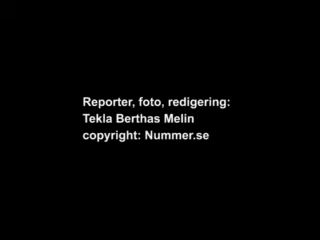 Reporter, foto, redigering:
Tekla Berthas Melin
copyright: Nummer.se